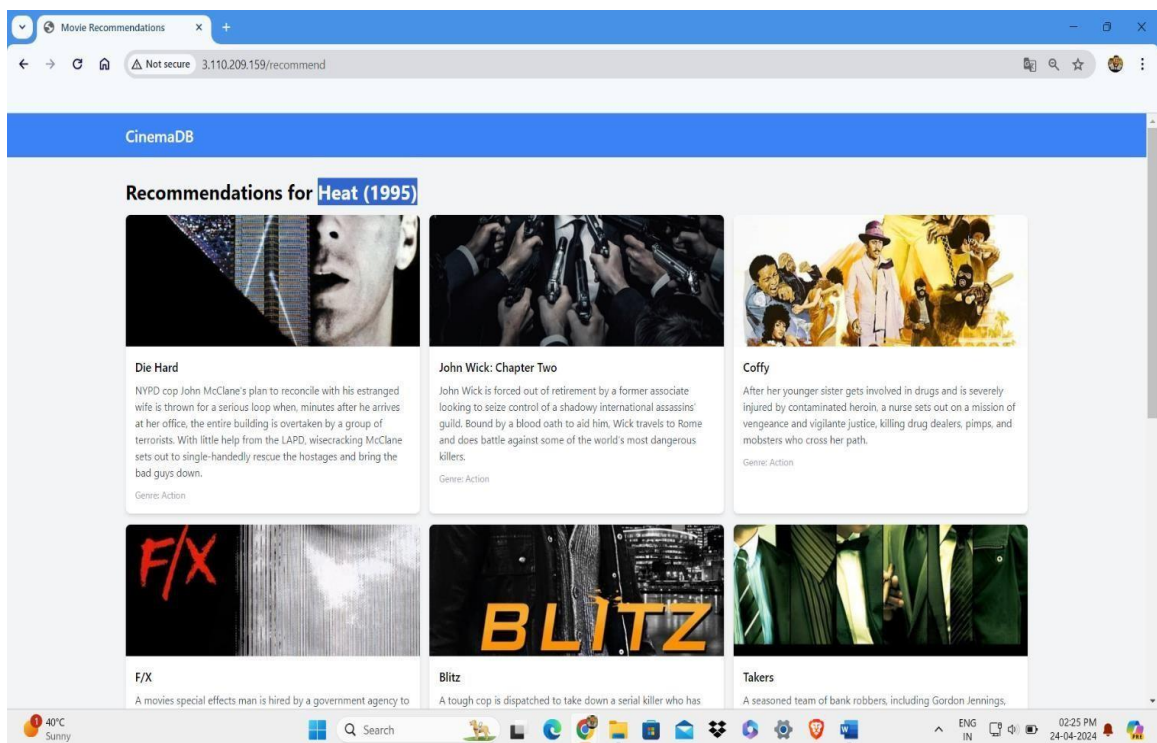 Movie Recommendations
Not secure 3.110.209.159/recommend
CinemaDB
Recommendations for Heat (1995)
Die Hard
NYPD cop John McClane's plan to reconcile with his estranged
wife is thrown for a serious loop when, minutes after he arrives
at her office, the entire building is overtaken by a group of
terrorists. With little help from the LAPD, wisecracking McClane
sets out to single-handedly rescue the hostages and bring the
bad guys down.
Genre: Action
John Wick: Chapter Two
John Wick is forced out of retirement by a former associate
looking to seize control of a shadowy international assassins'
guild. Bound by a blood oath to aid him, Wick travels to Rome
and does battle against some of the world's most dangerous
killers.
Genre: Action
Coffy
After her younger sister gets involved in drugs and is severely
injured by contaminated heroin, a nurse sets out on a mission of
vengeance and vigilante justice, killing drug dealers, pimps, and
mobsters who cross her path.
Genre: Action
F/X
F/X
A movies special effects man is hired by a government agency to
BLITZ
Blitz
A tough cop is dispatched to take down a serial killer who has
Takers
A seasoned team of bank robbers, including Gordon Jennings,
1
40°C
Sunny
Search
ENG
IN
02:25 PM
24-04-2024